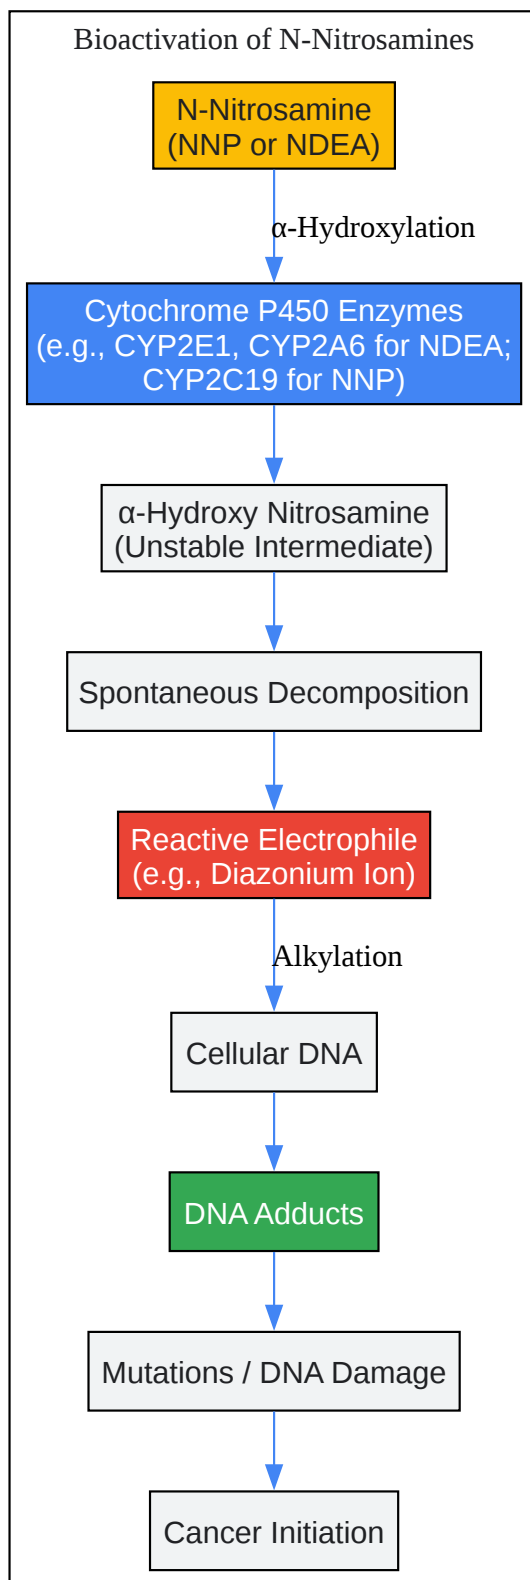 Bioactivation of N-Nitrosamines
N-Nitrosamine
(NNP or NDEA)
α-Hydroxylation
Cytochrome P450 Enzymes
(e.g., CYP2E1, CYP2A6 for NDEA;
CYP2C19 for NNP)
α-Hydroxy Nitrosamine
(Unstable Intermediate)
Spontaneous Decomposition
Reactive Electrophile
(e.g., Diazonium Ion)
Alkylation
Cellular DNA
DNA Adducts
Mutations / DNA Damage
Cancer Initiation